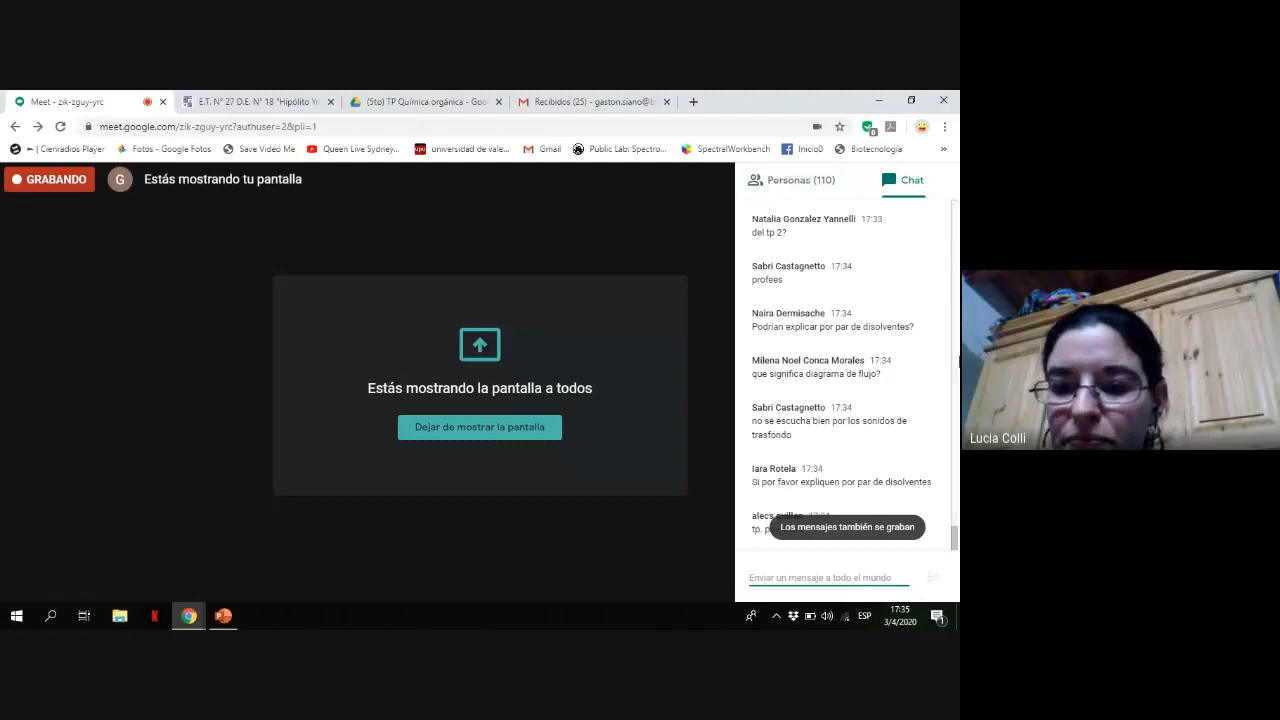 Meet - zik-zguy-yrc
E.T. N° 27 D.E. N° 18 "Hipólito Yr
(5to) TP Química orgánica - Goo
Recibidos (25) - gaston.siano@b
meet.google.com/zik-zguy-yrc?authuser=2&pli=1
Cienradios Player
Fotos - Google Fotos
Save Video Me
Queen Live Sydney...
upv
universidad de vale...
Gmail
Public Lab: Spectro...
SpectralWorkbench
Inicio0
Biotecnología
»
GRABANDO
G
Estás mostrando tu pantalla
Personas (110)
Chat
Natalia Gonzalez Yannelli 17:33
del tp 2?
Sabri Castagnetto 17:34
profees
Naira Dermisache 17:34
Podrían explicar por par de disolventes?
Milena Noel Conca Morales 17:34
que significa diagrama de flujo?
Sabri Castagnetto 17:34
no se escucha bien por los sonidos de
trasfondo
Iara Rotela 17:34
Si por favor expliquen por par de disolventes
alecs 17:34
tp.
Los mensajes también se graban
Enviar un mensaje a todo el mundo
Estás mostrando la pantalla a todos
Dejar de mostrar la pantalla
Lucia Colli
ESP
17:35
3/4/2020